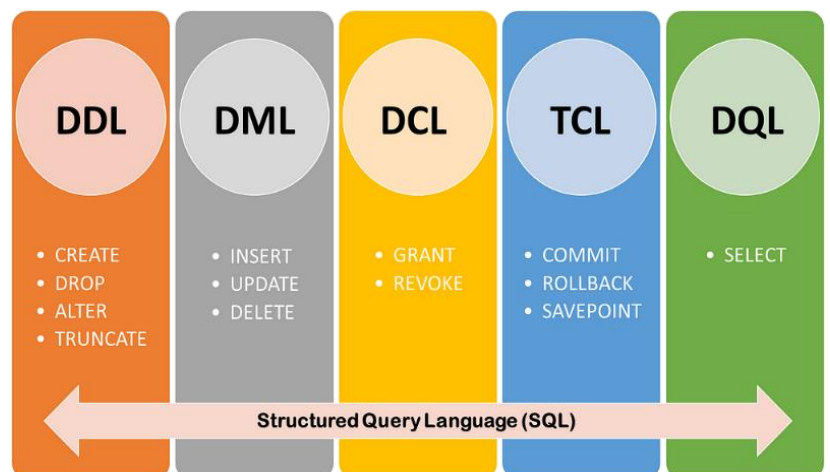 DDL
• CREATE
• DROP
• ALTER
• TRUNCATE
DML
• INSERT
• UPDATE
• DELETE
DCL
• GRANT
• REVOKE
TCL
• COMMIT
• ROLLBACK
• SAVEPOINT
DQL
• SELECT
Structured Query Language (SQL)